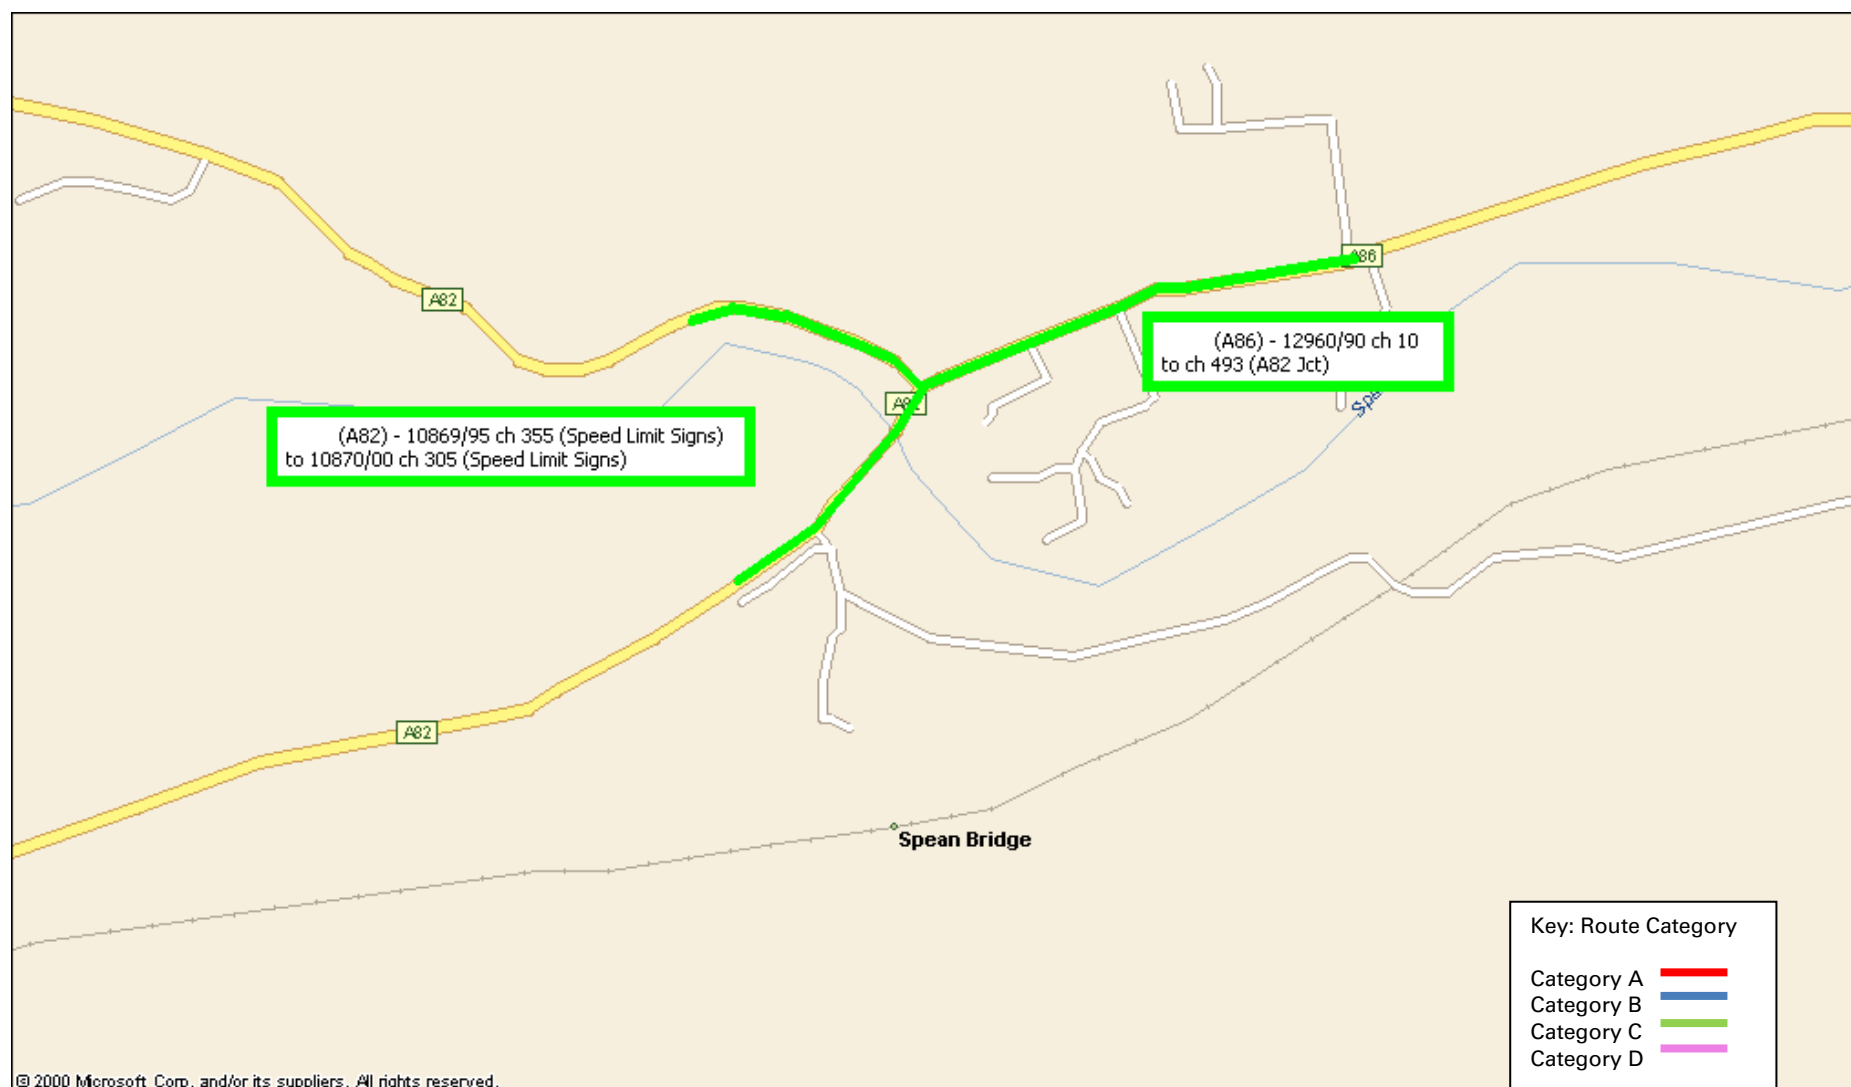 A82
A86
(A86) - 12960/90 ch 10
to ch 493 (A82 Jct)
(A82) - 10869/95 ch 355 (Speed Limit Signs)
to 10870/00 ch 305 (Speed Limit Signs)
A82
Spean Bridge
Key: Route Category
Category A
Category B
Category C
Category D
© 2000 Microsoft Corp. and/or its suppliers. All rights reserved.